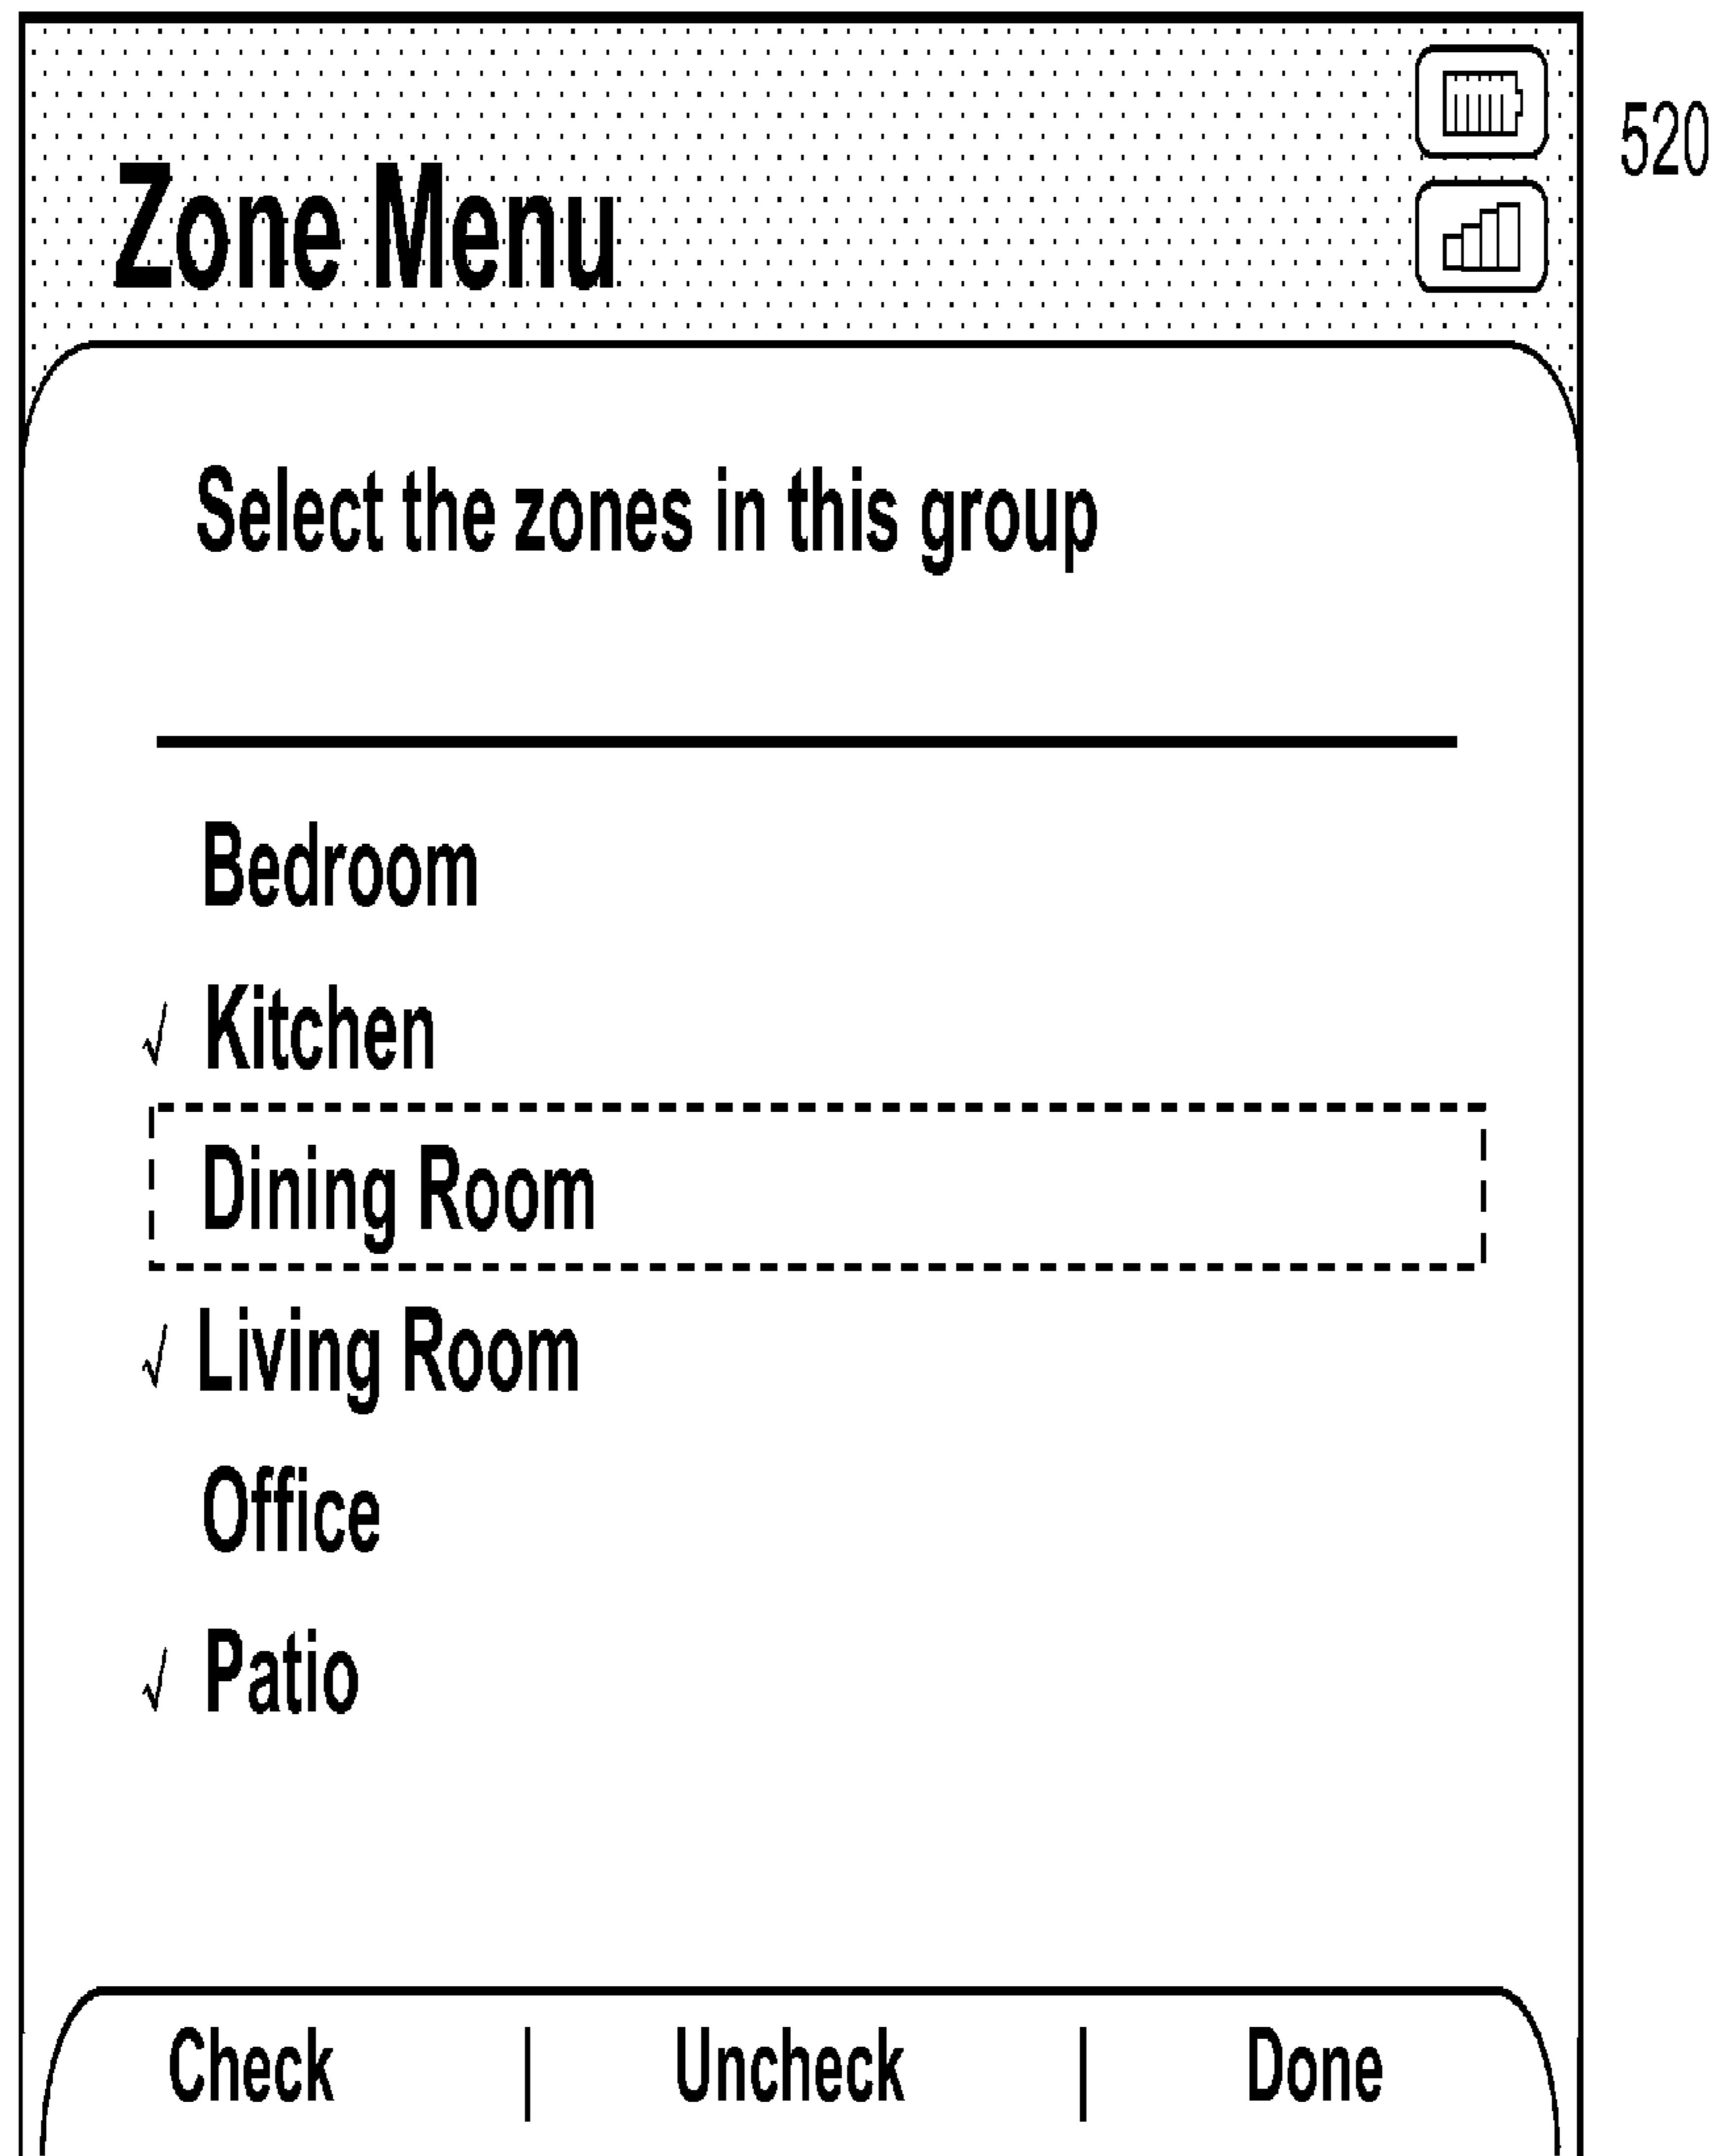 520
Zone Menu
Select the zones in this group
Bedroom
√ Kitchen
Dining Room
√ Living Room
Office
√ Patio
Check | Uncheck | Done